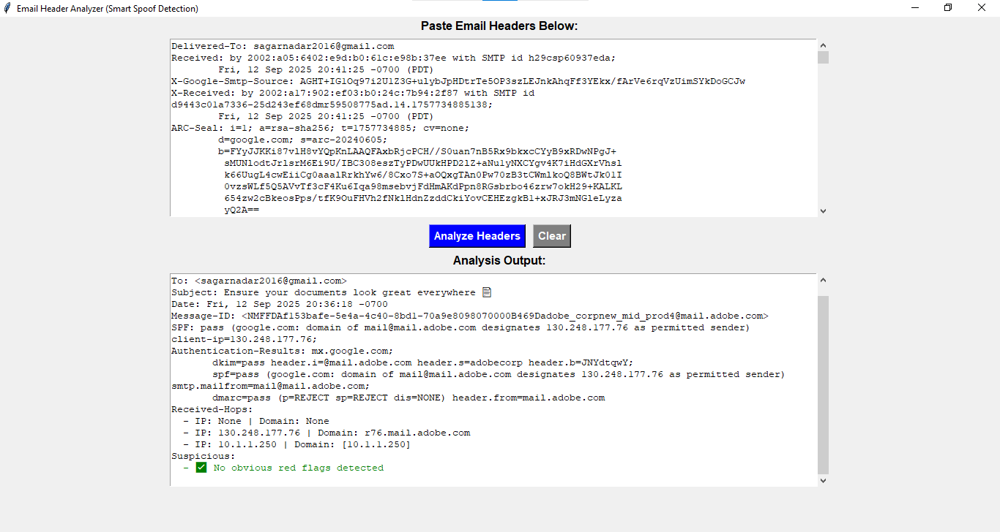 Email Header Analyzer (Smart Spoof Detection)
Paste Email Headers Below:
Delivered-To: sagarnadar2016@gmail.com
Received: by 2002:a05:6402:e9d:b0:61c:e98b:37ee with SMTP id h29csp60937eda;
Fri, 12 Sep 2025 20:41:25 -0700 (PDT)
X-Google-Smtp-Source: AGHT+IG1Oq97i2U1Z3G+ulybJpHDtrTe5OP3szLEJnkAhqFf3YEkx/fArVe6rqVzUimSYkDoGCJw
X-Received: by 2002:a17:902:ef03:b0:24c:7b94:2f87 with SMTP id
d9443c01a7336-25d243ef68dmr59508775ad.14.1757734885138;
Fri, 12 Sep 2025 20:41:25 -0700 (PDT)
ARC-Seal: i=1; a=rsa-sha256; t=1757734885; cv=none;
d=google.com; s=arc-20240605;
b=FYyJJKKi87vlH8vYQpKnLAAQFAxbRjcPCH//S0uan7nB5Rx9bkxcCYyB9xRDwNPgJ+
sMUNlodtJrlsrM6Ei9U/IBC308eszTyPDwUUkHPD2lZ+aNulyNXCYgv4K7iHdGXrVhsl
k66UugL4cwEiiCg0aaalRrkhYw6/8Cxo7S+aOQxgTAn0Pw70zB3tCWmlkoQ8BWtJk01I
0vzsWLf5Q5AVvTf3cF4Ku6Iqa98msebvjFdHmAKdPpn8RGsbrbo46zrw7okH29+KALKL
654zw2cBkeosPps/tfK9OuFHVh2fNklHdnZzddCkiYovCEHEzgkB1+xJRJ3mNGleLyza
yQ2A==
Analyze Headers
Clear
Analysis Output:
To: <sagarnadar2016@gmail.com>
Subject: Ensure your documents look great everywhere
Date: Fri, 12 Sep 2025 20:36:18 -0700
Message-ID: <NMFFDAf153bafe-5e4a-4c40-8bd1-70a9e8098070000B469Dadobe_corpnew_mid_prod4@mail.adobe.com>
SPF: pass (google.com: domain of mail@mail.adobe.com designates 130.248.177.76 as permitted sender)
client-ip=130.248.177.76;
Authentication-Results: mx.google.com;
dkim=pass header.i=@mail.adobe.com header.s=adobecorp header.b=JNYdtqwY;
spf=pass (google.com: domain of mail@mail.adobe.com designates 130.248.177.76 as permitted sender)
smtp.mailfrom=mail@mail.adobe.com;
dmarc=pass (p=REJECT sp=REJECT dis=NONE) header.from=mail.adobe.com
Received-Hops:
- IP: None | Domain: None
- IP: 130.248.177.76 | Domain: r76.mail.adobe.com
- IP: 10.1.1.250 | Domain: [10.1.1.250]
Suspicious:
- ✅ No obvious red flags detected